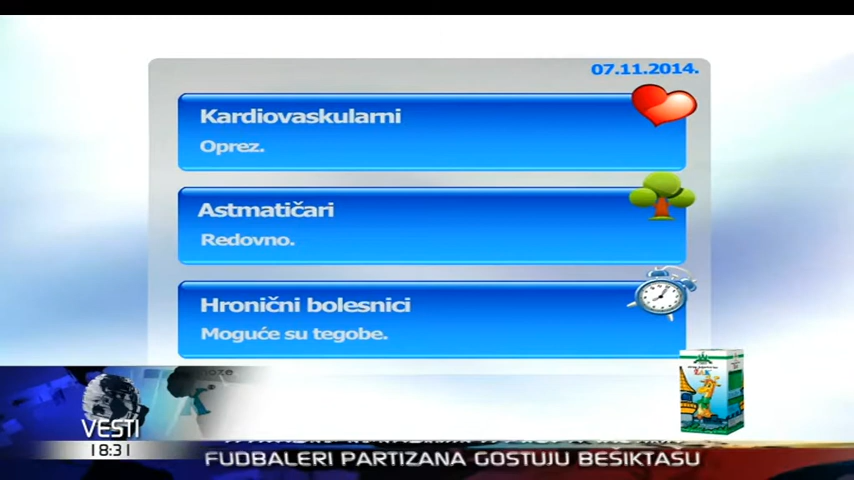 07.11.2014.
Kardiovaskularni
Oprez.
Astmatičari
Redovno.
Hronični bolesnici
Moguće su tegobe.
VESTI
18:31
FUDBALERI PARTIZANA GOSTUJU BEŠIKTAŠU